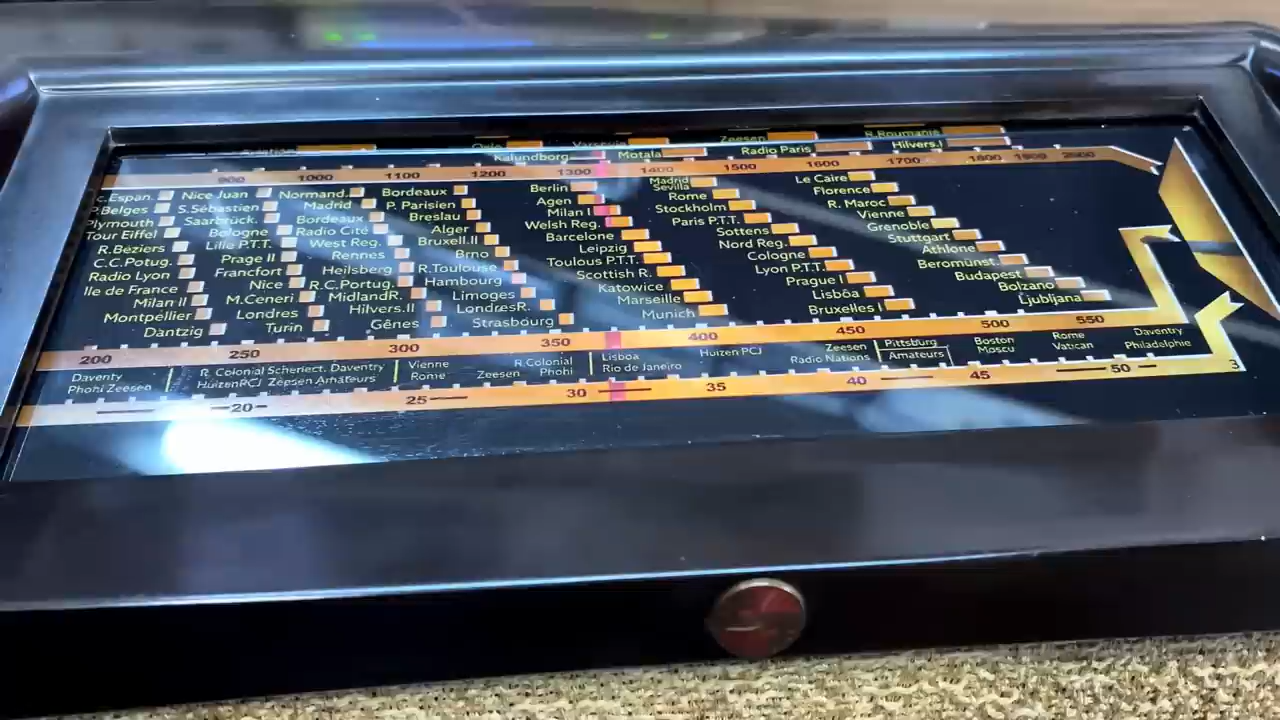 Oslo Varsovie Zeesen R.Roumanie
Kalundborg Motala Radio Paris Hilvers.I
900 1000 1100 1200 1300 1400 1500 1600 1700 1800 1900 2000
c.Espan.
P.Belges
Plymouth
Tour Eiffel
R.Béziers
C.C.Potug.
Radio Lyon
Ile de France
Milan II
Montpéllier
Dantzig
Nice Juan
S.Sébastien
Saarbrück.
Bologne
Lille P.T.T.
Prage II
Francfort
Nice
M.Ceneri
Londres
Turin
Normand.
Madrid
Bordeaux
Radio Cité
West Reg.
Rennes
Heilsberg
R.C.Portug.
MidlandR.
Hilvers.II
Gênes
Bordeaux
P. Parisien
Breslau
Alger
Bruxell.II
Brno
R.Toulouse
Hambourg
Limoges
LondresR.
Strasbourg
Berlin
Agen
Milan I
Welsh Reg.
Barcelone
Leipzig
Toulous P.T.T.
Scottish R.
Katowice
Marseille
Munich
Madrid
Sevilla
Rome
Stockholm
Paris P.T.T.
Sottens
Nord Reg.
Cologne
Lyon P.T.T.
Prague I
Lisbôa
Bruxelles I
Le Caire
Florence
R. Maroc
Vienne
Grenoble
Stuttgart
Athlone
Beromünst.
Budapest
Bolzano
Ljubljana
200 250 300 350 400 450 500 550
Daventy
Phohi Zeesen
R. Colonial Schenect. Daventry
HuizenPCJ Zeesen Amateurs
Vienne
Rome
Zeesen
R.Colonial
Phohi
Lisboa
Rio de Janeiro
Huizen PCJ
Zeesen
Radio Nations
Pittsburg
Amateurs
Boston
Moscu
Rome
Vatican
Daventry
Philadelphie
20 25 30 35 40 45 50 3